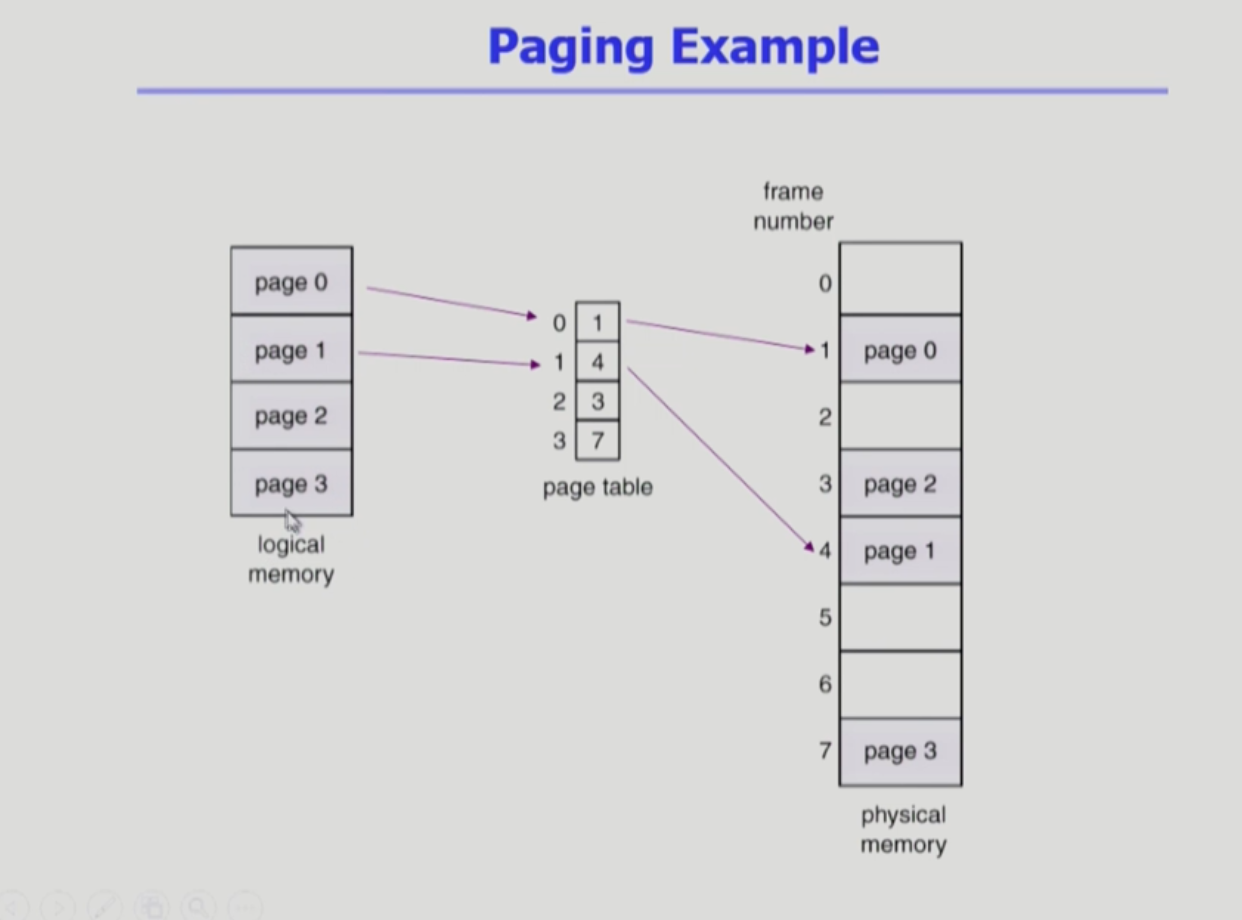 Paging Example
page 0
page 1
page 2
page 3
logical
memory
0 1
1 4
2 3
3 7
page table
frame
number
0
1 page 0
2
3 page 2
4 page 1
5
6
7 page 3
physical
memory